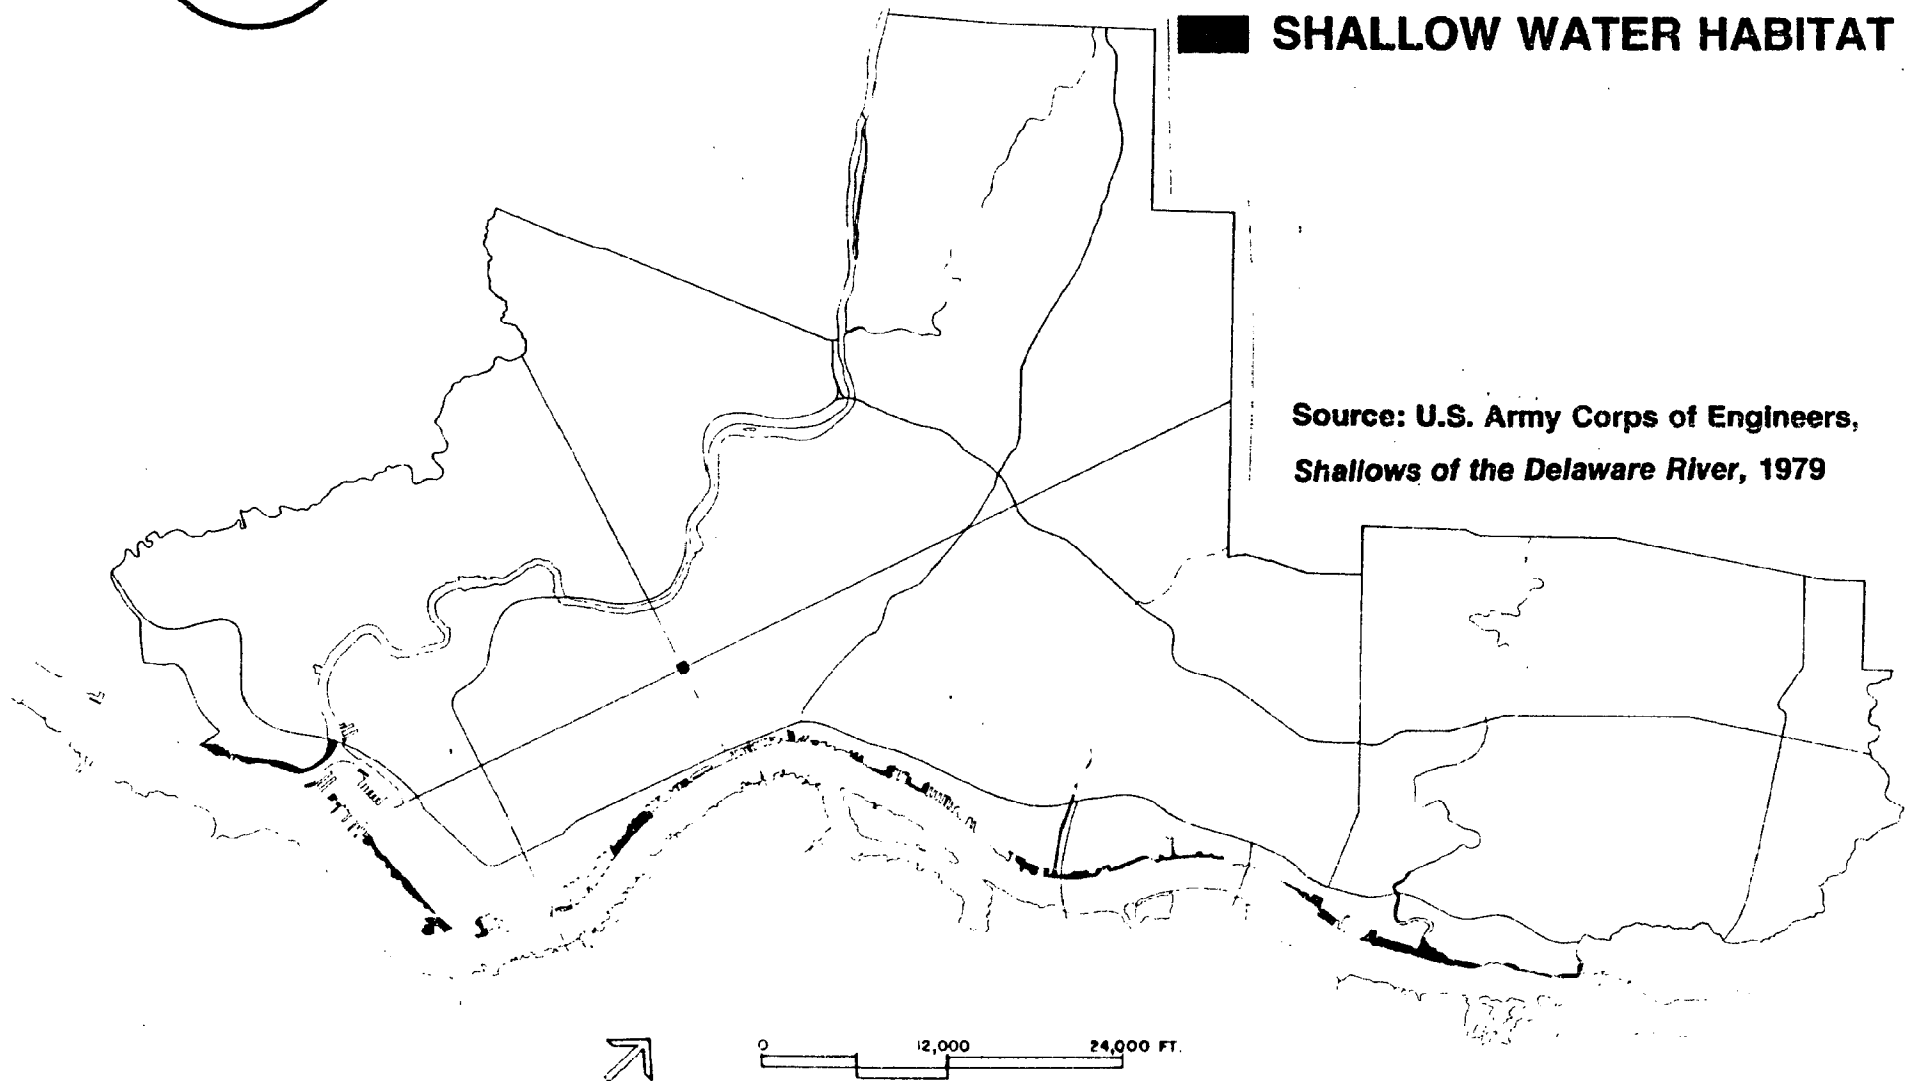 SHALLOW WATER HABITAT
Source: U.S. Army Corps of Engineers,
Shallows of the Delaware River, 1979
0 12,000 24,000 FT.